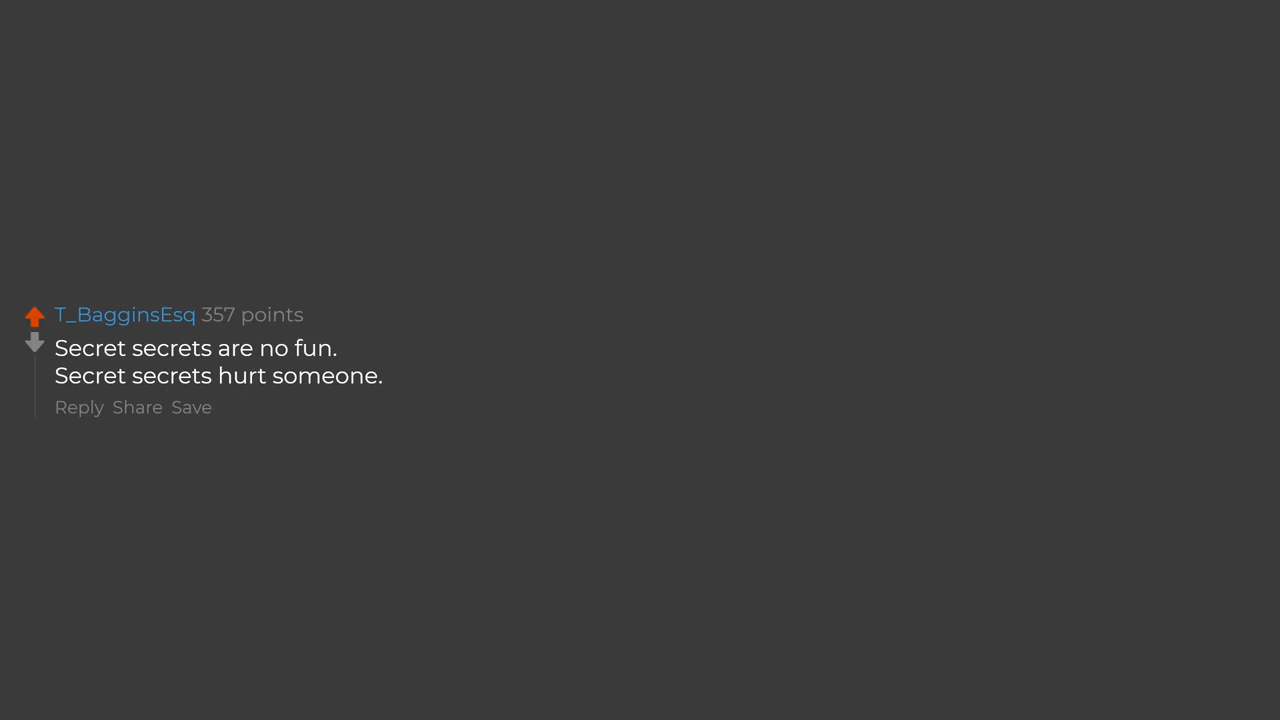 T_BagginsEsq 357 points
Secret secrets are no fun.
Secret secrets hurt someone.
Reply Share Save